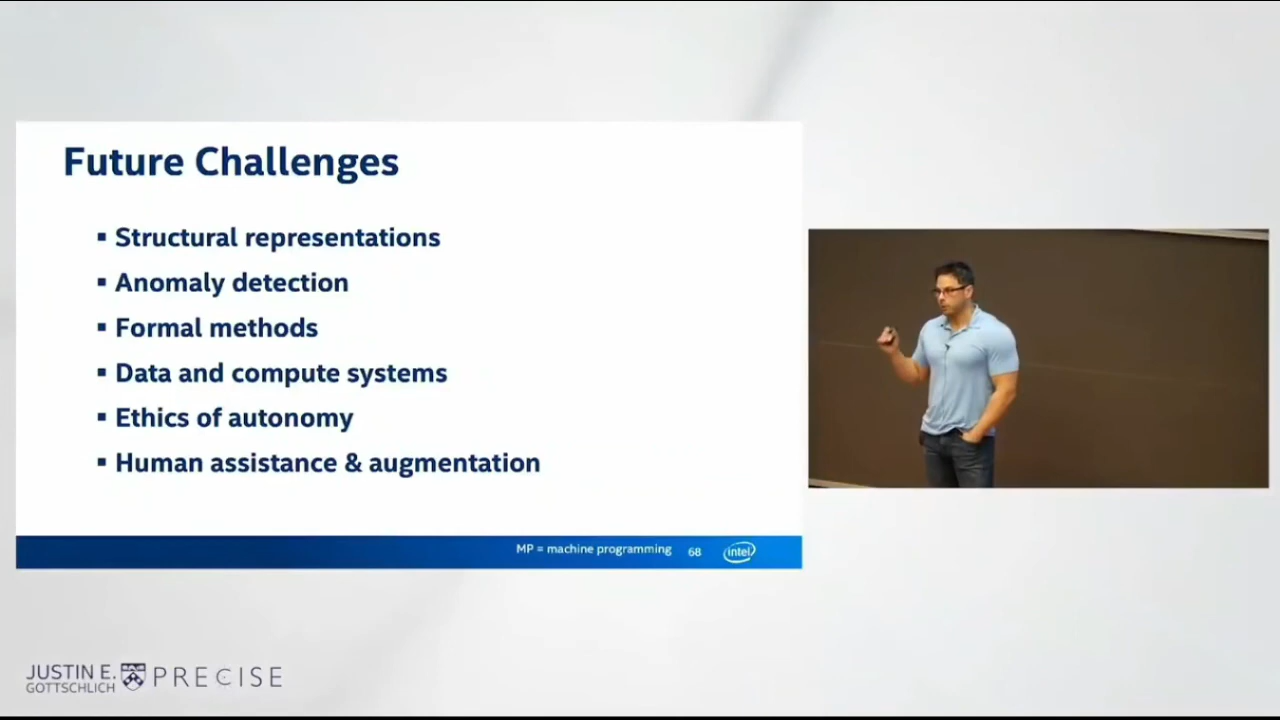 Future Challenges
▪ Structural representations
▪ Anomaly detection
▪ Formal methods
▪ Data and compute systems
▪ Ethics of autonomy
▪ Human assistance & augmentation
MP = machine programming 68 intel
JUSTIN E.
GOTTSCHLICH
PRECISE